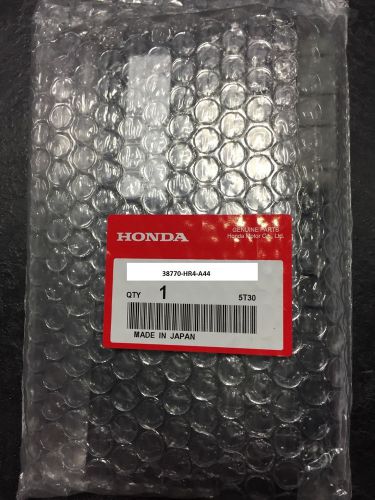 HONDA
GENUINE PARTS
Honda Motor Co., Ltd.
38770-HR4-A44
QTY 1 5T30
MADE IN JAPAN